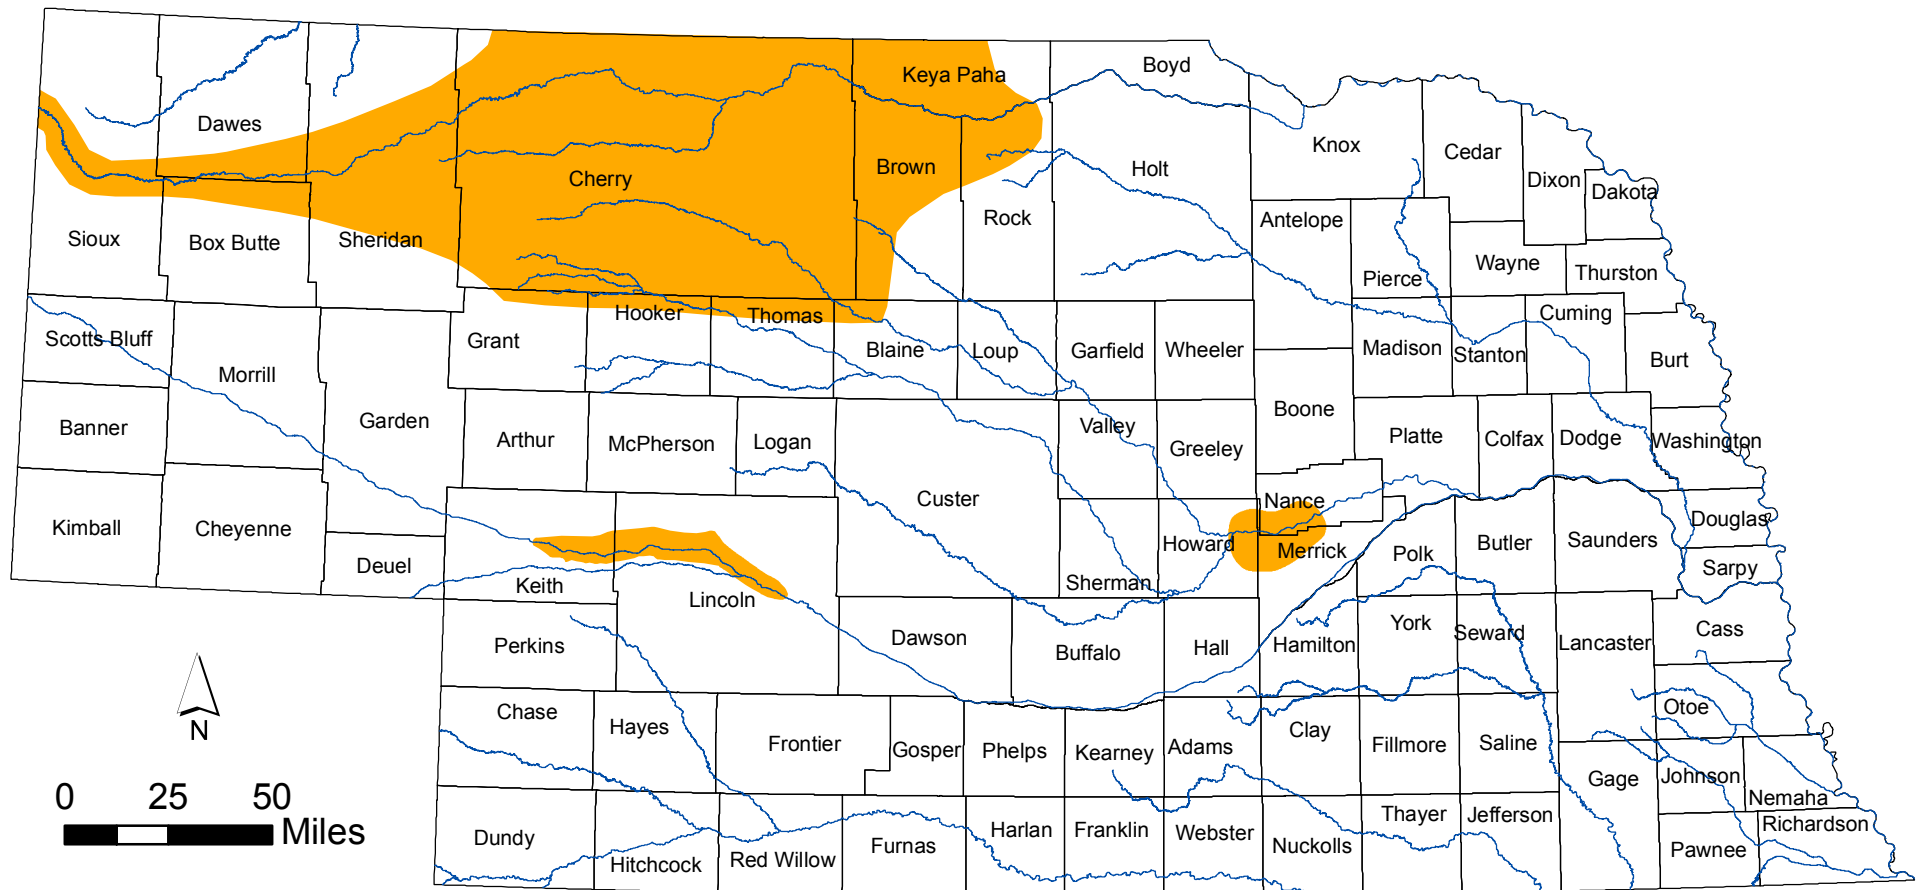 Boyd
Keya Paha
Dawes
Knox
Cedar
Brown
Holt
Cherry
Dixon
Dakota
Rock
Antelope
Sioux
Box Butte
Sheridan
Pierce
Wayne
Thurston
Hooker
Thomas
Cuming
Scotts Bluff
Grant
Blaine
Loup
Garfield
Wheeler
Madison
Stanton
Burt
Morrill
Boone
Garden
Banner
Arthur
McPherson
Logan
Valley
Greeley
Platte
Colfax
Dodge
Washington
Custer
Nance
Kimball
Cheyenne
Douglas
Howard
Merrick
Polk
Butler
Saunders
Deuel
Keith
Sherman
Sarpy
Lincoln
Perkins
Dawson
Buffalo
Hall
Hamilton
York
Seward
Lancaster
Cass
Chase
Hayes
Frontier
Gosper
Phelps
Kearney
Adams
Clay
Fillmore
Saline
Otoe
N
Gage
Johnson
Nemaha
0 25 50
Miles
Dundy
Hitchcock
Red Willow
Furnas
Harlan
Franklin
Webster
Nuckolls
Thayer
Jefferson
Pawnee
Richardson